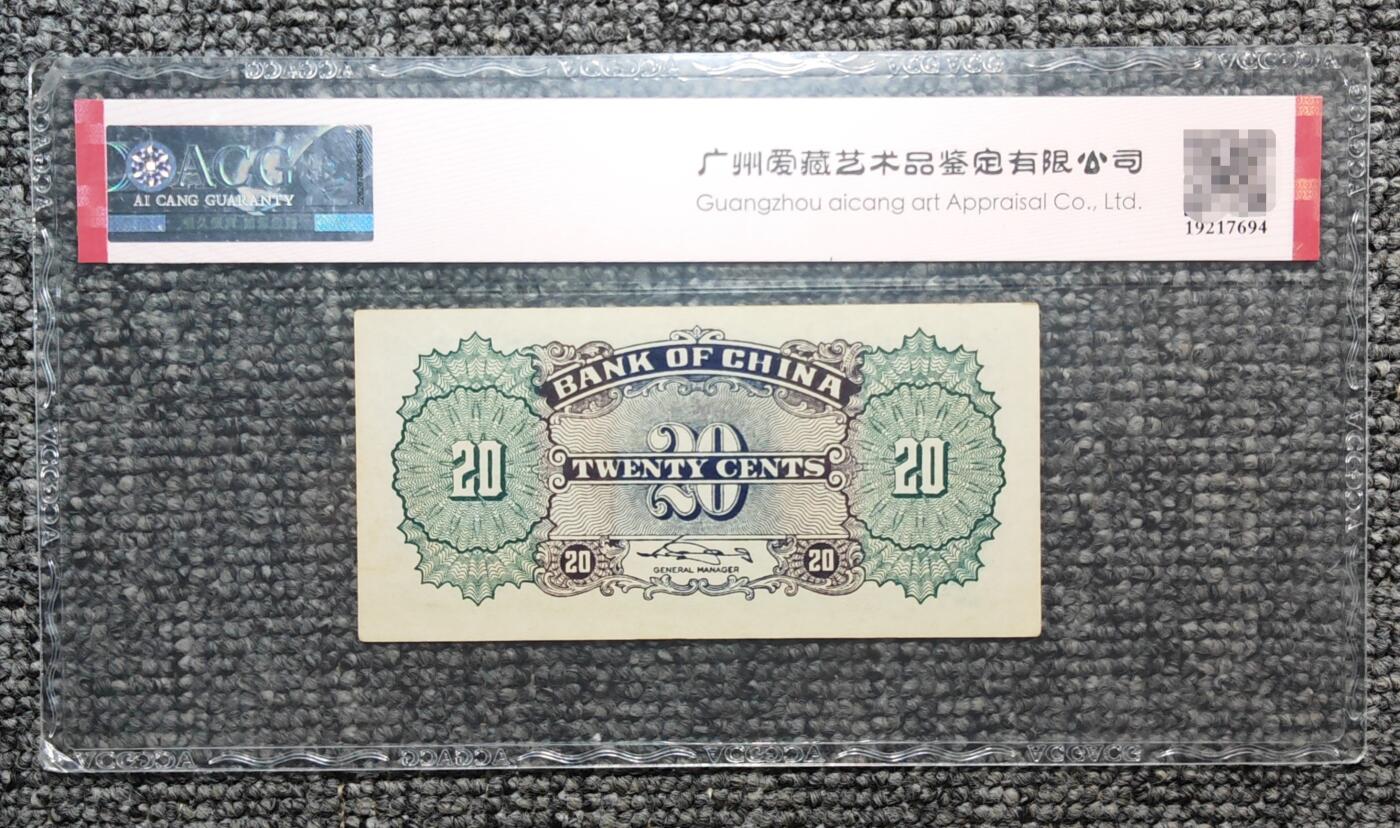 ACG
AI CANG GUARANTY
广州爱藏艺术品鉴定有限公司
Guangzhou aicang art Appraisal Co., Ltd.
19217694
BANK OF CHINA
20
TWENTY CENTS
20
20
20
GENERAL MANAGER
20